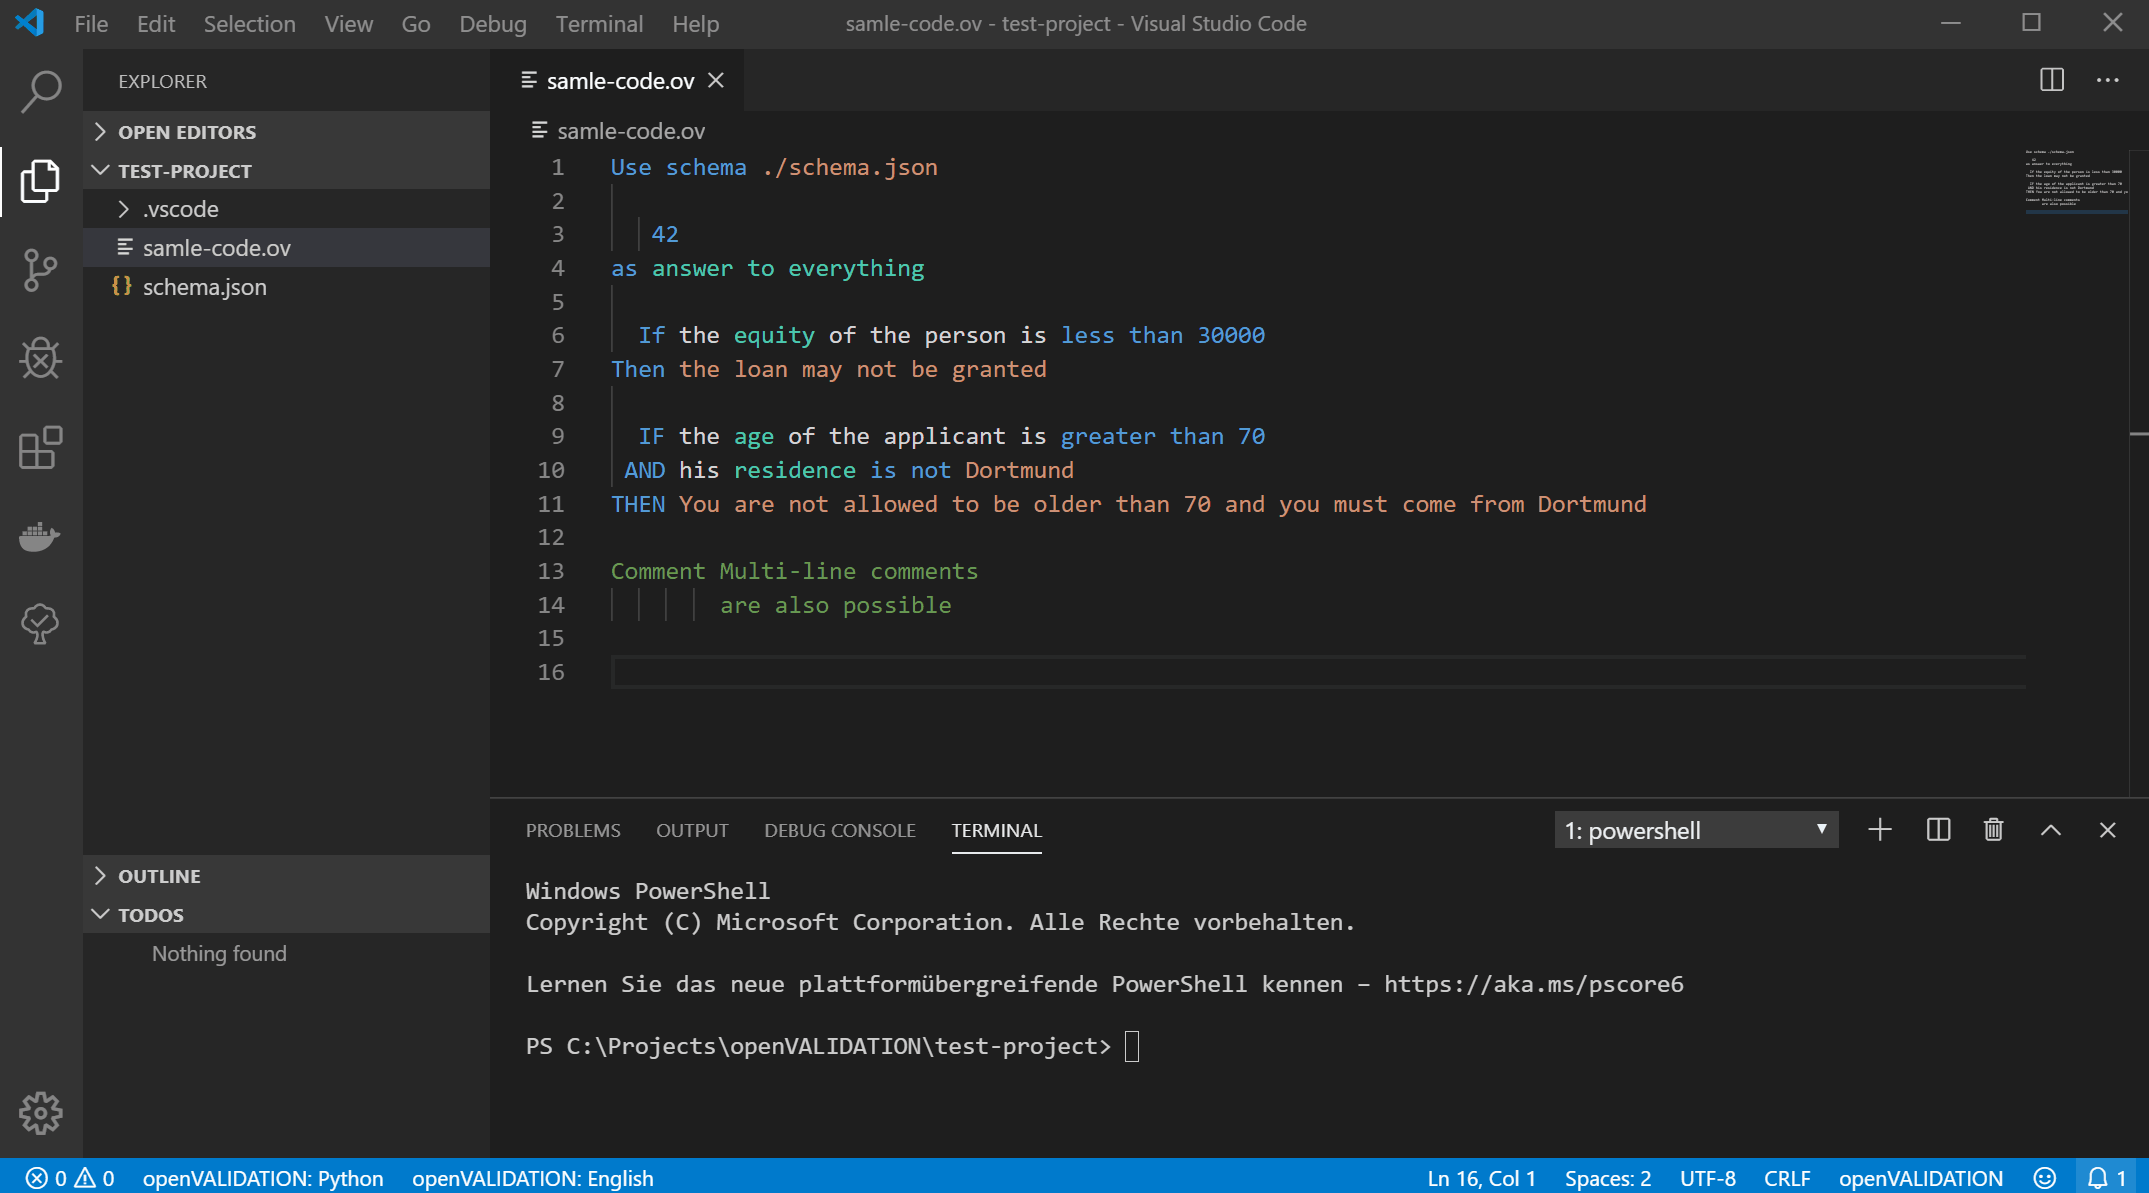 File Edit Selection View Go Debug Terminal Help samle-code.ov - test-project - Visual Studio Code
EXPLORER
OPEN EDITORS
TEST-PROJECT
.vscode
samle-code.ov
{} schema.json
OUTLINE
TODOS
Nothing found
samle-code.ov
samle-code.ov
1 Use schema ./schema.json
2
3 42
4 as answer to everything
5
6 If the equity of the person is less than 30000
7 Then the loan may not be granted
8
9 IF the age of the applicant is greater than 70
10 AND his residence is not Dortmund
11 THEN You are not allowed to be older than 70 and you must come from Dortmund
12
13 Comment Multi-line comments
14 are also possible
15
16
PROBLEMS OUTPUT DEBUG CONSOLE TERMINAL 1: powershell
Windows PowerShell
Copyright (C) Microsoft Corporation. Alle Rechte vorbehalten.
Lernen Sie das neue plattformübergreifende PowerShell kennen – https://aka.ms/pscore6
PS C:\Projects\openVALIDATION\test-project>
0 0 openVALIDATION: Python openVALIDATION: English Ln 16, Col 1 Spaces: 2 UTF-8 CRLF openVALIDATION 1